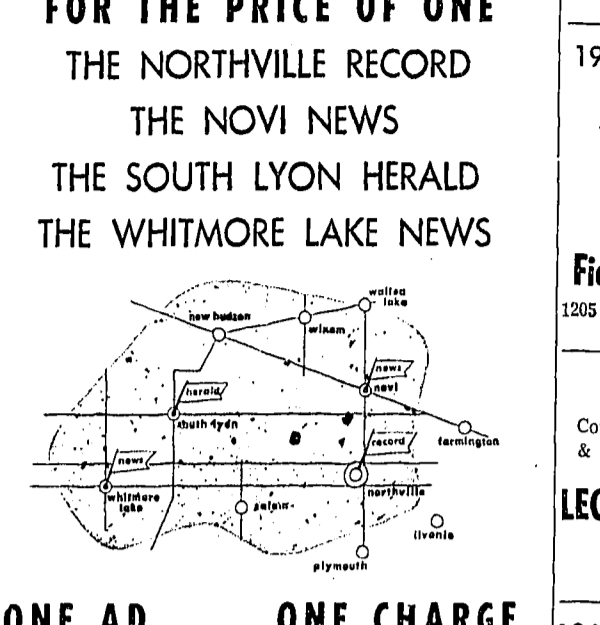 FOR THE PRICE OF ONE
THE NORTHVILLE RECORD
THE NOVI NEWS
THE SOUTH LYON HERALD
THE WHITMORE LAKE NEWS
walled
lake
new hudson
wixom
news
novi
herald
south lyon
record
farmington
news
whitmore
lake
northville
salem
livonia
plymouth
ONE AD
ONE CHARGE
19
1205
Co
&